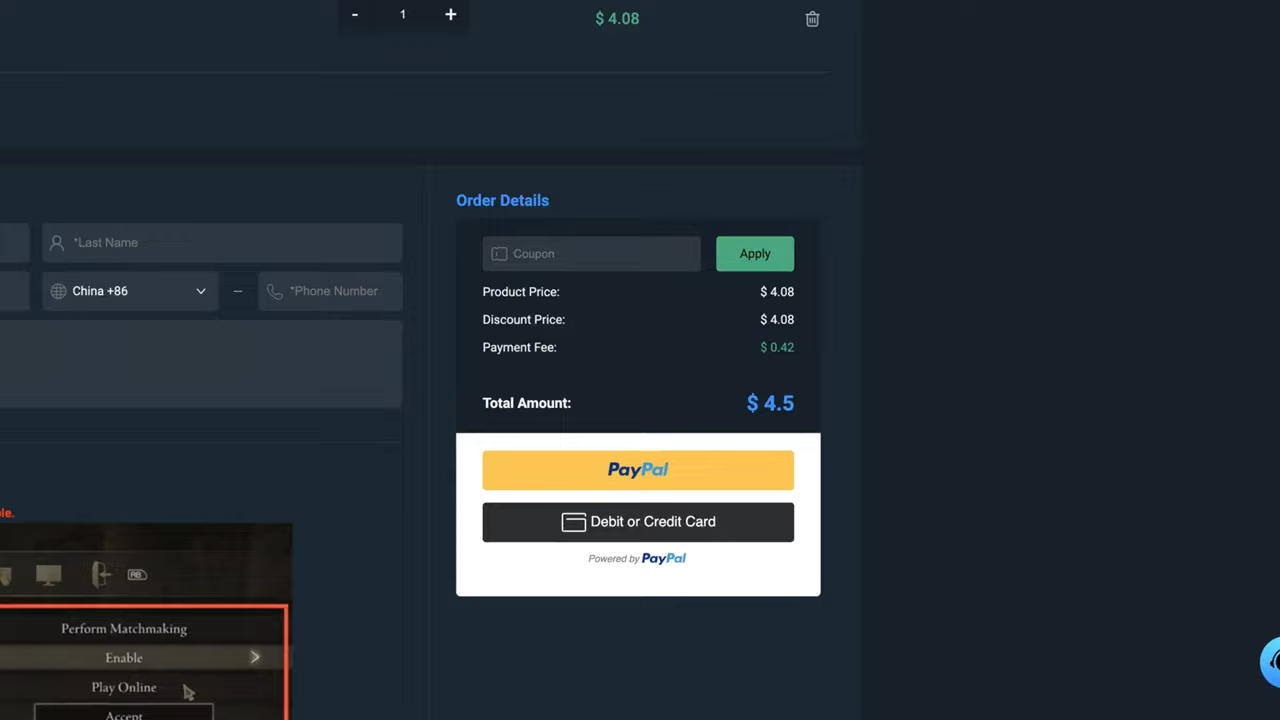 - 1 +
$ 4.08
Order Details
*Last Name
Coupon
Apply
China +86
–
*Phone Number
Product Price:
$ 4.08
Discount Price:
$ 4.08
Payment Fee:
$ 0.42
Total Amount:
$ 4.5
PayPal
Debit or Credit Card
Powered by PayPal
le.
RB
Perform Matchmaking
Enable
Play Online
Accept